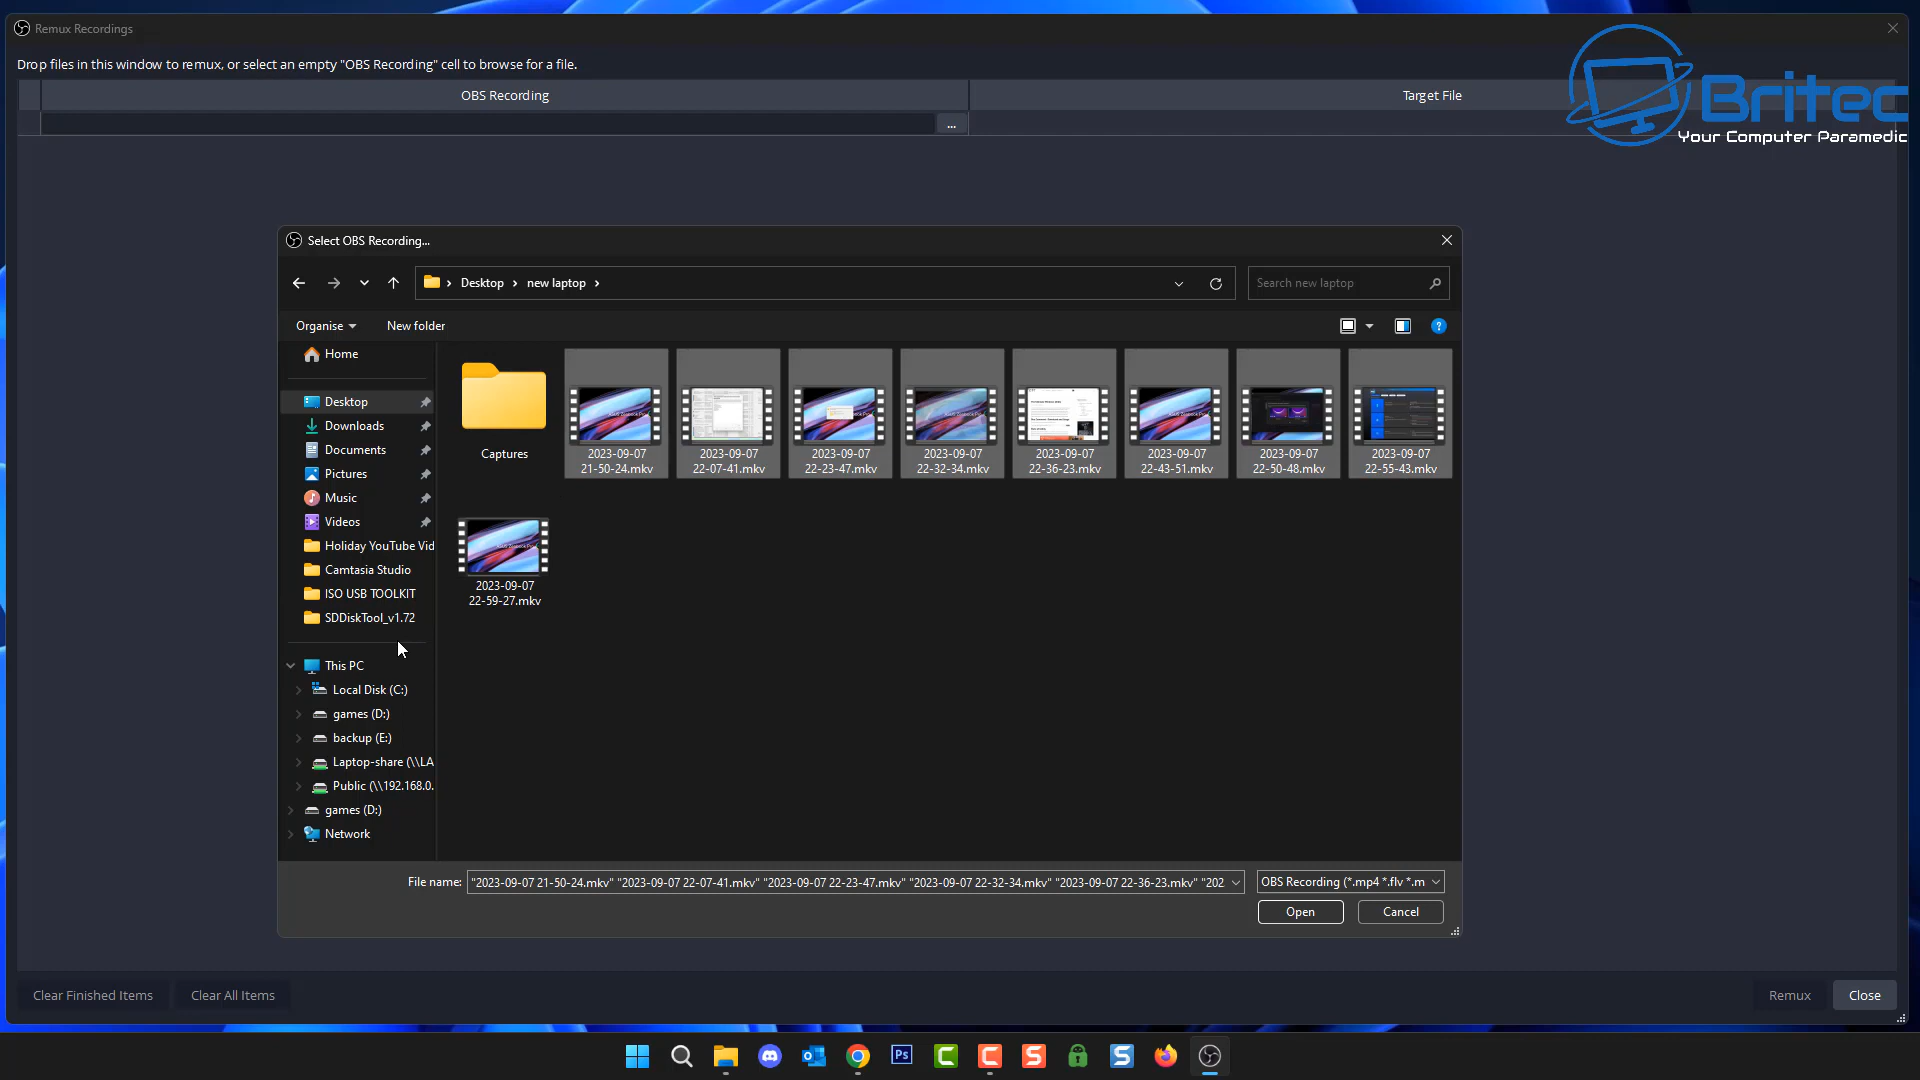 Remux Recordings
Drop files in this window to remux, or select an empty "OBS Recording" cell to browse for a file.
OBS Recording
Target File
...
Britec
Your Computer Paramedic
Select OBS Recording...
Desktop
new laptop
Search new laptop
Organise
New folder
Home
Desktop
Downloads
Documents
Pictures
Music
Videos
Holiday YouTube Vid
Camtasia Studio
ISO USB TOOLKIT
SDDiskTool_v1.72
This PC
Local Disk (C:)
games (D:)
backup (E:)
Laptop-share (\\LA
Public (\\192.168.0.
games (D:)
Network
Captures
2023-09-07
21-50-24.mkv
2023-09-07
22-07-41.mkv
2023-09-07
22-23-47.mkv
2023-09-07
22-32-34.mkv
2023-09-07
22-36-23.mkv
2023-09-07
22-43-51.mkv
2023-09-07
22-50-48.mkv
2023-09-07
22-55-43.mkv
2023-09-07
22-59-27.mkv
File name:
"2023-09-07 21-50-24.mkv" "2023-09-07 22-07-41.mkv" "2023-09-07 22-23-47.mkv" "2023-09-07 22-32-34.mkv" "2023-09-07 22-36-23.mkv" "202
OBS Recording (*.mp4 *.flv *.m
Open
Cancel
Clear Finished Items
Clear All Items
Remux
Close
Ps